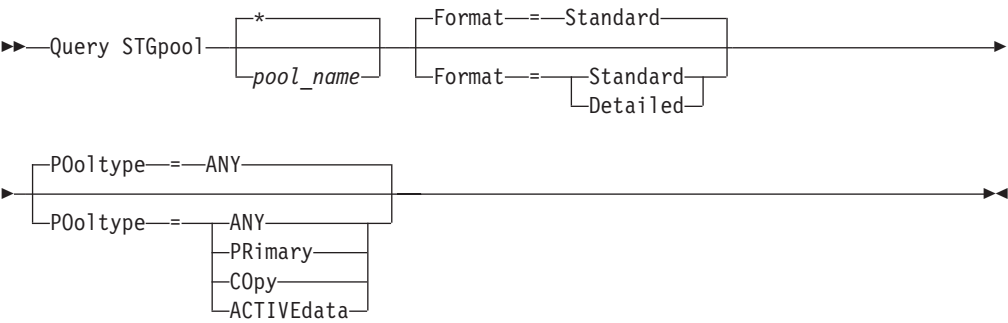 *
Format = Standard
Query STGpool
pool_name
Format = Standard
Detailed
POoltype = ANY
POoltype = ANY
PRimary
COpy
ACTIVEdata